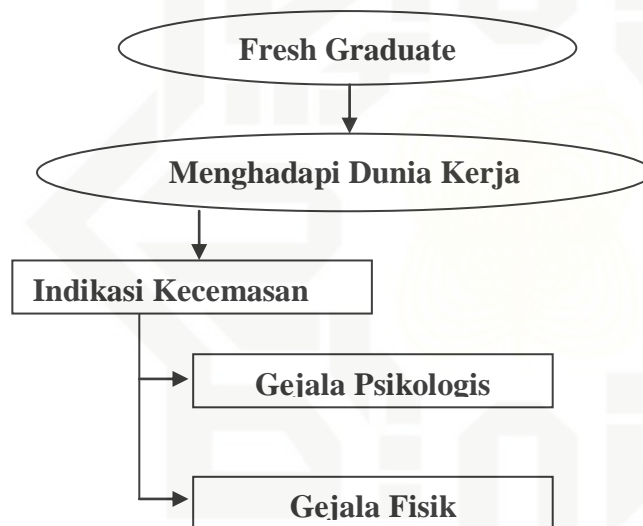 Fresh Graduate
Menghadapi Dunia Kerja
Indikasi Kecemasan
Gejala Psikologis
Gejala Fisik